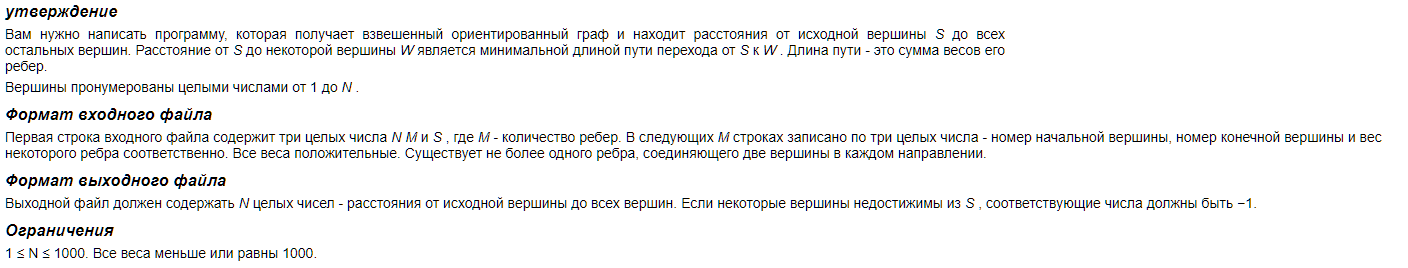 утверждение
Вам нужно написать программу, которая получает взвешенный ориентированный граф и находит расстояния от исходной вершины S до всех
остальных вершин. Расстояние от S до некоторой вершины W является минимальной длиной пути перехода от S к W . Длина пути - это сумма весов его
ребер.
Вершины пронумерованы целыми числами от 1 до N .
Формат входного файла
Первая строка входного файла содержит три целых числа N M и S , где M - количество ребер. В следующих M строках записано по три целых числа - номер начальной вершины, номер конечной вершины и вес
некоторого ребра соответственно. Все веса положительные. Существует не более одного ребра, соединяющего две вершины в каждом направлении.
Формат выходного файла
Выходной файл должен содержать N целых чисел - расстояния от исходной вершины до всех вершин. Если некоторые вершины недостижимы из S , соответствующие числа должны быть −1.
Ограничения
1 ≤ N ≤ 1000. Все веса меньше или равны 1000.